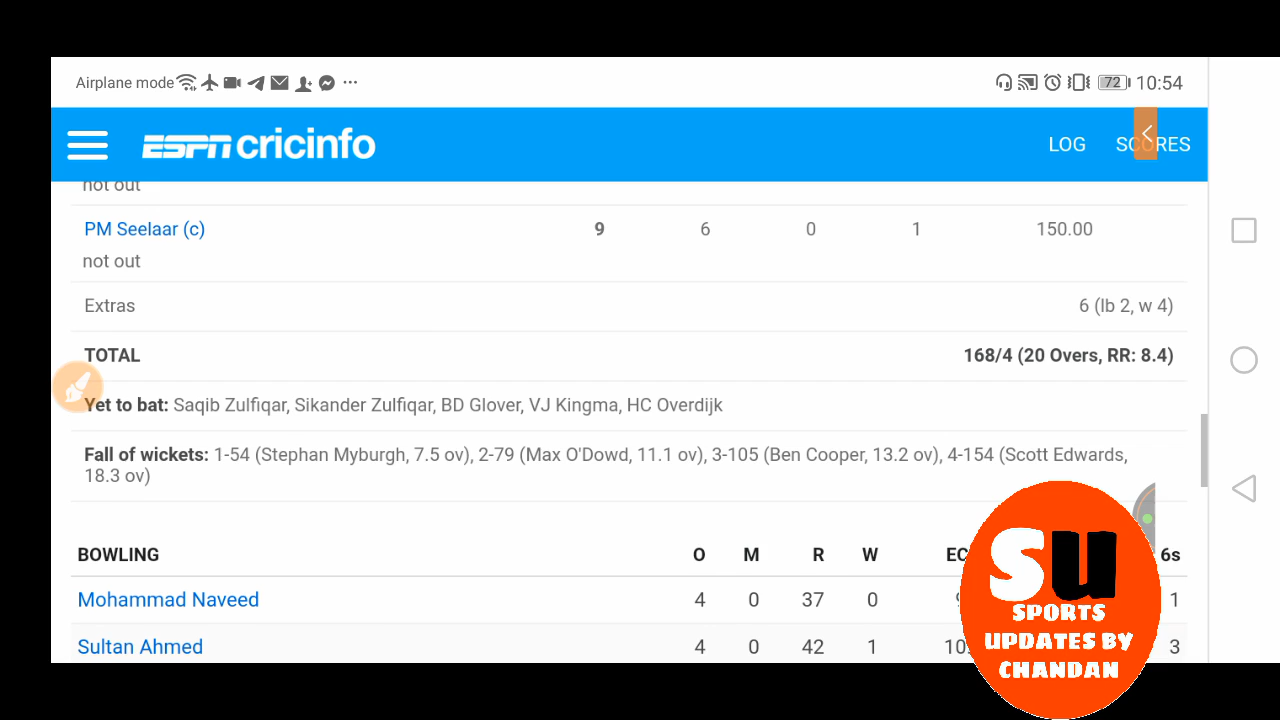 Airplane mode ... 72 10:54
ESPN cricinfo LOG SCORES
not out
PM Seelaar (c) 9 6 0 1 150.00
not out
Extras 6 (lb 2, w 4)
TOTAL 168/4 (20 Overs, RR: 8.4)
Yet to bat: Saqib Zulfiqar, Sikander Zulfiqar, BD Glover, VJ Kingma, HC Overdijk
Fall of wickets: 1-54 (Stephan Myburgh, 7.5 ov), 2-79 (Max O'Dowd, 11.1 ov), 3-105 (Ben Cooper, 13.2 ov), 4-154 (Scott Edwards,
18.3 ov)
BOWLING O M R W EC 6s
Mohammad Naveed 4 0 37 0 1
Sultan Ahmed 4 0 42 1 10 3
SU
SPORTS
UPDATES BY
CHANDAN